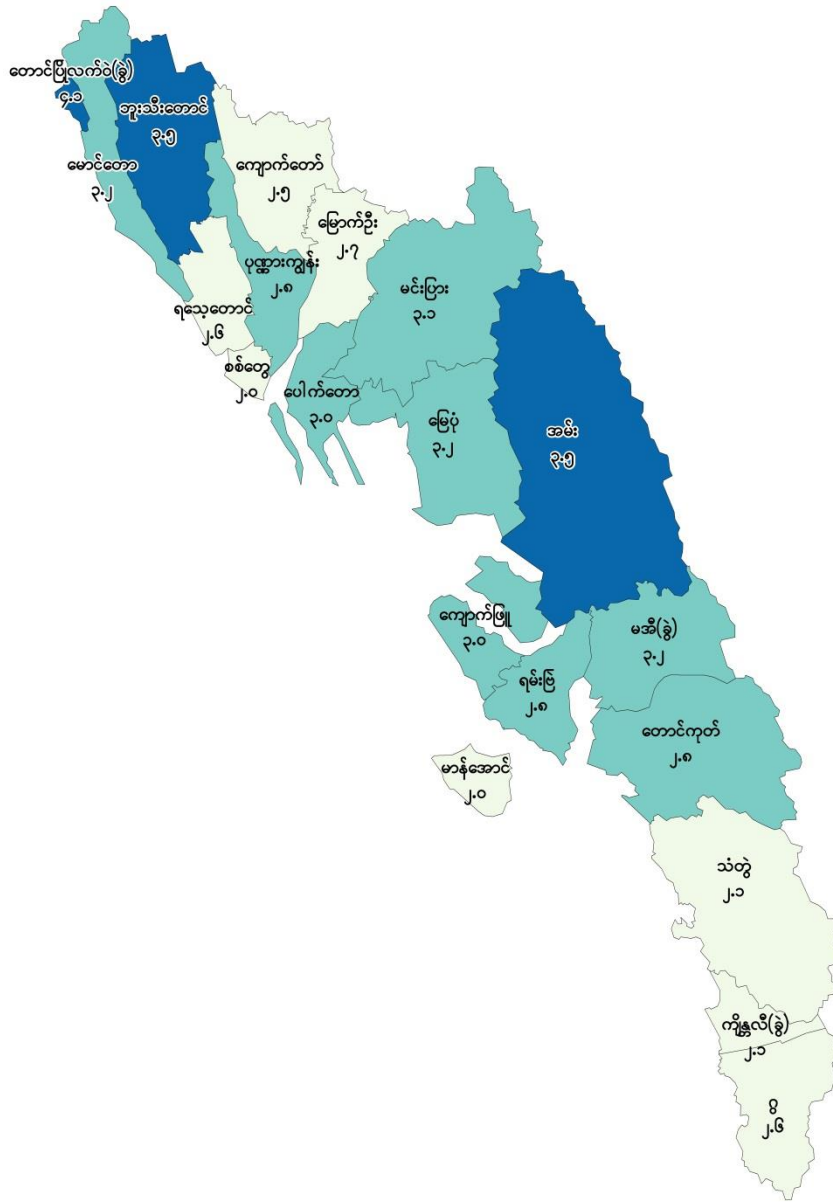 တောင်ပြိုလက်ဝဲ(ခွဲ)
၄.၁
ဘူးသီးတောင်
၃.၅
မောင်တော
၃.၂
ကျောက်တော်
၂.၅
မြောက်ဦး
၂.၇
ပုဏ္ဏားကျွန်း
၂.၈
မင်းပြား
၃.၁
ရသေ့တောင်
၂.၆
စစ်တွေ
၂.၀
ပေါက်တော
၃.၀
မြေပုံ
၃.၂
အမ်း
၃.၅
ကျောက်ဖြူ
၃.၀
မအီ(ခွဲ)
၃.၂
ရမ်းဗြဲ
၂.၈
တောင်ကုတ်
၂.၈
မာန်အောင်
၂.၀
သံတွဲ
၂.၁
ကျိန္တလီ(ခွဲ)
၂.၁
ဂွ
၂.၆